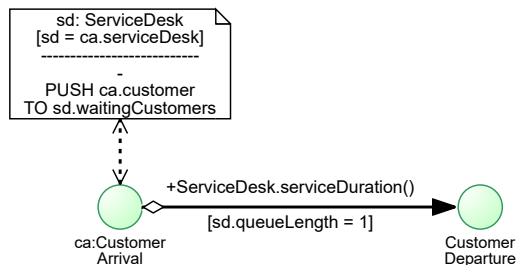 sd: ServiceDesk
[sd = ca.serviceDesk]
---------------------------
-
PUSH ca.customer
TO sd.waitingCustomers
+ServiceDesk.serviceDuration()
[sd.queueLength = 1]
ca:Customer
Arrival
Customer
Departure